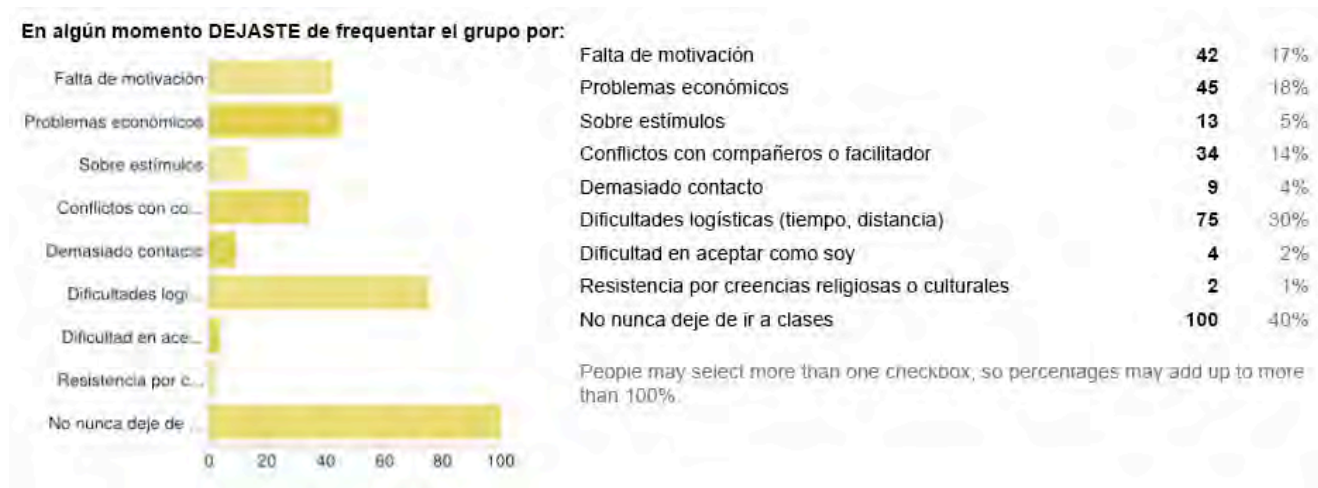 En algún momento DEJASTE de frequentar el grupo por:
Falta de motivación
Problemas económicos
Sobre estímulos
Conflictos con co...
Demasiado contacto
Dificultades logí...
Dificultad en ace...
Resistencia por c...
No nunca deje de ...
0 20 40 60 80 100
Falta de motivación 42 17%
Problemas económicos 45 18%
Sobre estímulos 13 5%
Conflictos con compañeros o facilitador 34 14%
Demasiado contacto 9 4%
Dificultades logísticas (tiempo, distancia) 75 30%
Dificultad en aceptar como soy 4 2%
Resistencia por creencias religiosas o culturales 2 1%
No nunca deje de ir a clases 100 40%
People may select more than one checkbox, so percentages may add up to more
than 100%